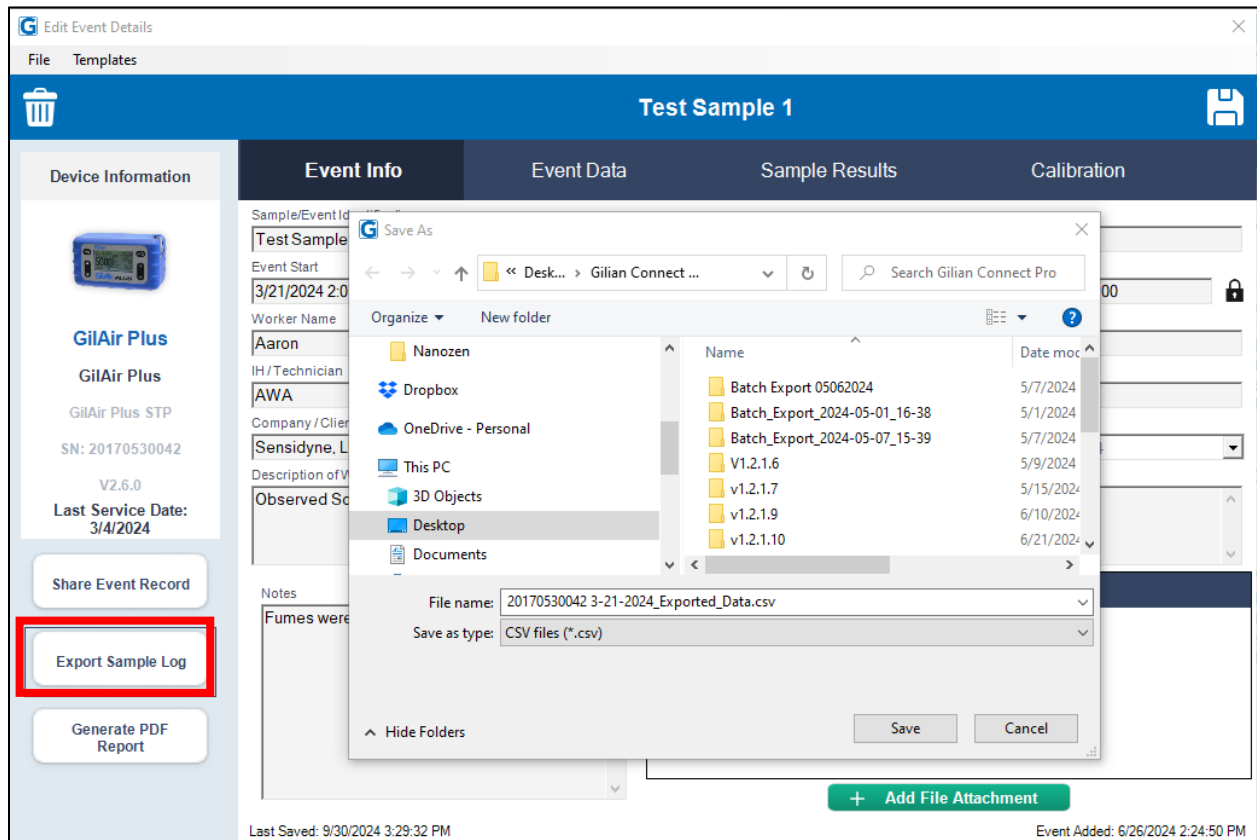 Edit Event Details
File Templates
Test Sample 1
Device Information
GilAir Plus
GilAir Plus
GilAir Plus STP
SN: 20170530042
V2.6.0
Last Service Date:
3/4/2024
Share Event Record
Export Sample Log
Generate PDF
Report
Event Info Event Data Sample Results Calibration
Sample/Event
Test Sample
Event Start
3/21/2024 2:0
00
Worker Name
Aaron
IH / Technician
AWA
Company / Clier
Sensidyne, L
Description of W
Observed So
Notes
Fumes were
Save As
« Desk... › Gilian Connect ...
Search Gilian Connect Pro
Organize New folder
Nanozen
Dropbox
OneDrive - Personal
This PC
3D Objects
Desktop
Documents
Name Date mod
Batch Export 05062024 5/7/2024
Batch_Export_2024-05-01_16-38 5/1/2024
Batch_Export_2024-05-07_15-39 5/7/2024
V1.2.1.6 5/9/2024
v1.2.1.7 5/15/2024
v1.2.1.9 6/10/2024
v1.2.1.10 6/21/2024
File name: 20170530042 3-21-2024_Exported_Data.csv
Save as type: CSV files (*.csv)
Hide Folders
Save Cancel
+ Add File Attachment
Last Saved: 9/30/2024 3:29:32 PM
Event Added: 6/26/2024 2:24:50 PM